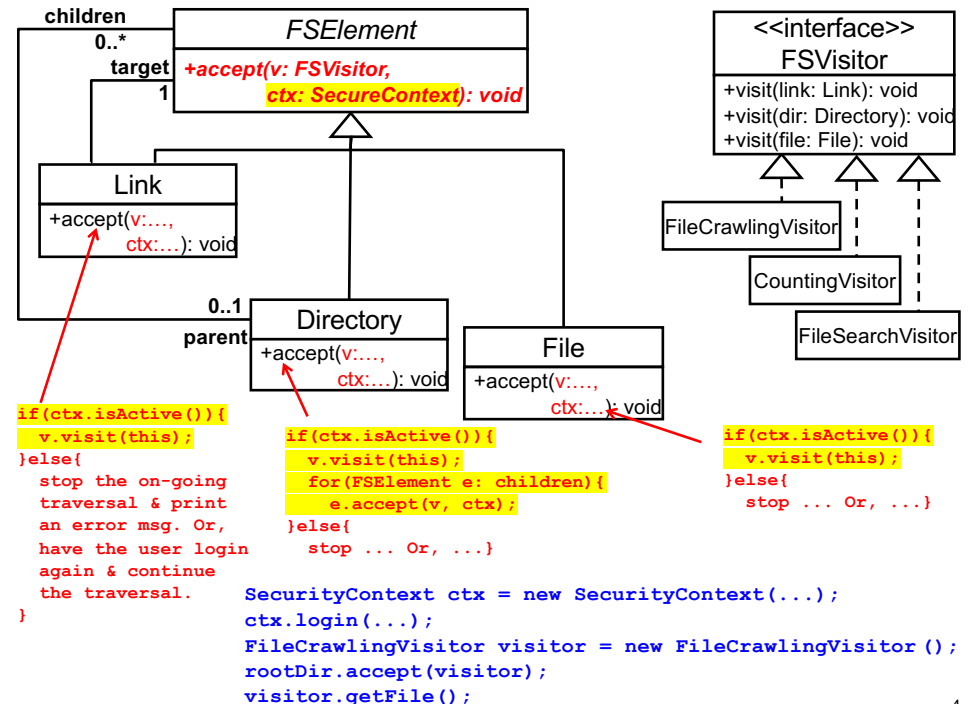 children
0..*
target
1
FSElement
+accept(v: FSVisitor,
ctx: SecureContext): void
<<interface>>
FSVisitor
+visit(link: Link): void
+visit(dir: Directory): void
+visit(file: File): void
Link
+accept(v:…,
ctx:…): void
FileCrawlingVisitor
CountingVisitor
FileSearchVisitor
0..1
parent
Directory
+accept(v:…,
ctx:…): void
File
+accept(v:…,
ctx:…): void
if(ctx.isActive()){
v.visit(this);
}else{
stop the on-going
traversal & print
an error msg. Or,
have the user login
again & continue
the traversal.
}
if(ctx.isActive()){
v.visit(this);
for(FSElement e: children){
e.accept(v, ctx);
}else{
stop ... Or, ...}
if(ctx.isActive()){
v.visit(this);
}else{
stop ... Or, ...}
SecurityContext ctx = new SecurityContext(...);
ctx.login(...);
FileCrawlingVisitor visitor = new FileCrawlingVisitor();
rootDir.accept(visitor);
visitor.getFile();